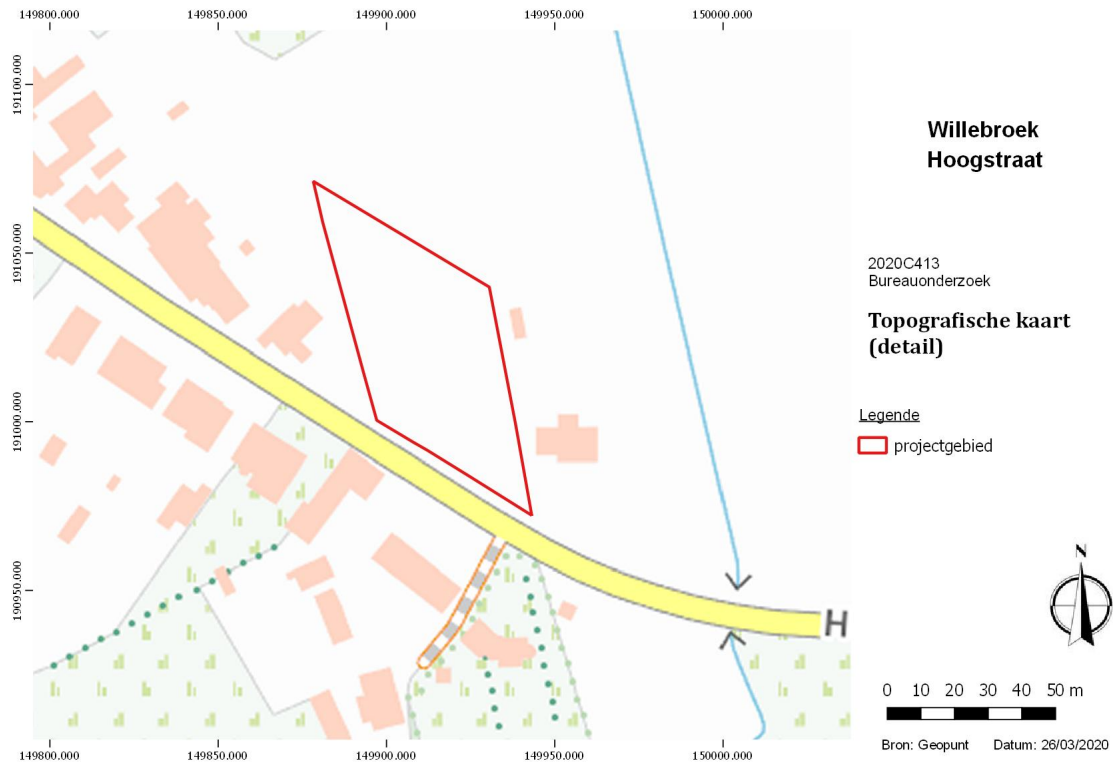 149800.000 149850.000 149900.000 149950.000 150000.000
191100.000
191050.000
191000.000
190950.000
H
149800.000 149850.000 149900.000 149950.000 150000.000
Willebroek
Hoogstraat
2020C413
Bureauonderzoek
Topografische kaart
(detail)
Legende
projectgebied
N
0 10 20 30 40 50 m
Bron: Geopunt Datum: 26/03/2020